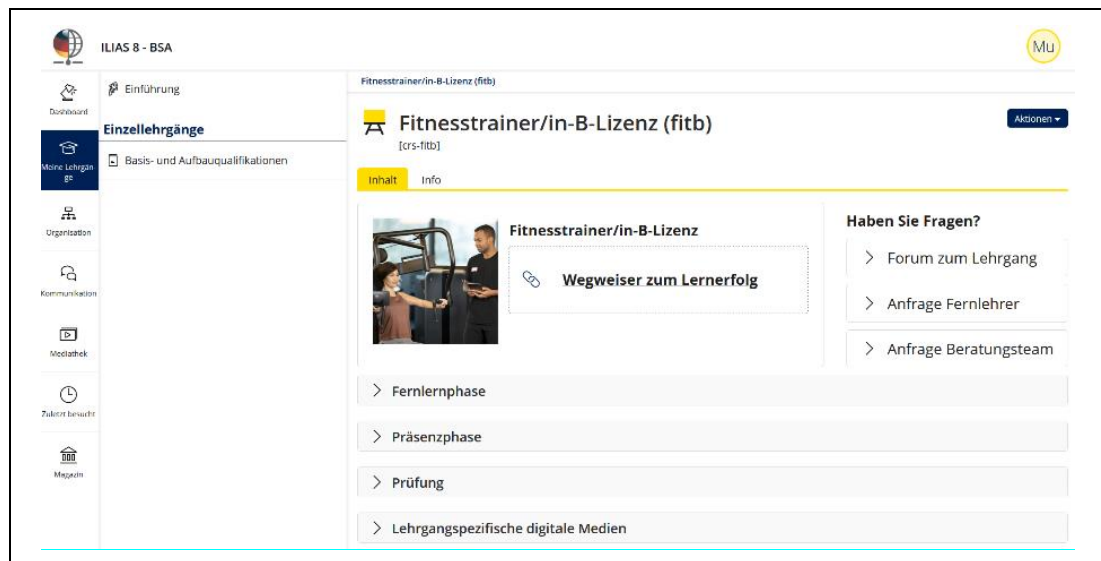 ILIAS 8 - BSA
Mu
Dashboard
Meine Lehrgän
ge
Organisation
Kommunikation
Mediathek
Zuletzt besucht
Magazin
Einführung
Einzellehrgänge
Basis- und Aufbauqualifikationen
Fitnesstrainer/in-B-Lizenz (fitb)
Fitnesstrainer/in-B-Lizenz (fitb)
[crs-fitb]
Aktionen
Inhalt
Info
Fitnesstrainer/in-B-Lizenz
Wegweiser zum Lernerfolg
Haben Sie Fragen?
Forum zum Lehrgang
Anfrage Fernlehrer
Anfrage Beratungsteam
Fernlernphase
Präsenzphase
Prüfung
Lehrgangspezifische digitale Medien